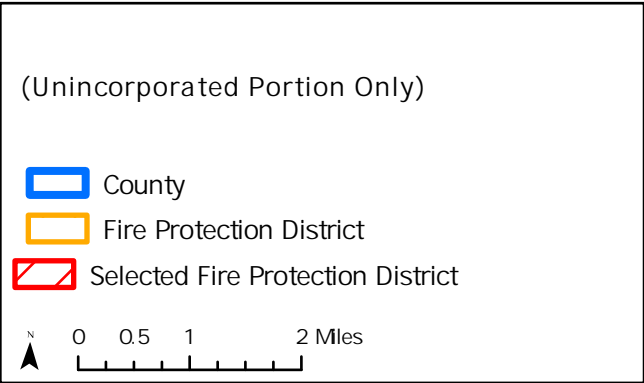 (Unincorporated Portion Only)
County
Fire Protection District
Selected Fire Protection District
N
0 0.5 1 2 Miles